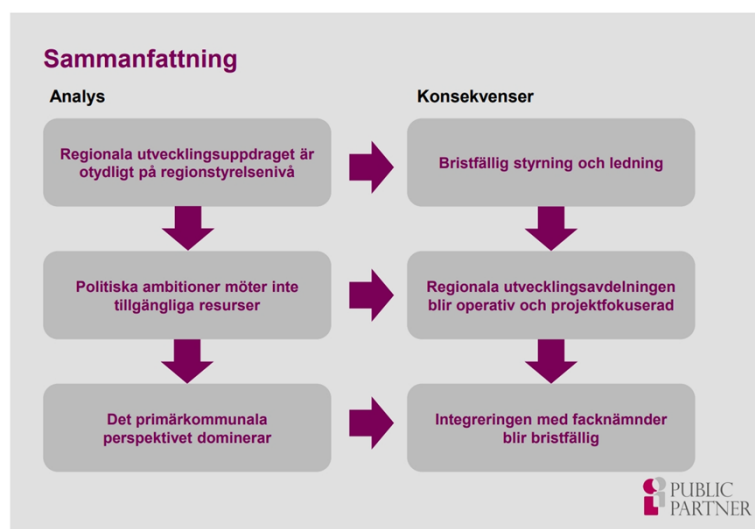 Sammanfattning
Analys
Konsekvenser
Regionala utvecklingsuppdraget är
otydligt på regionstyrelsenivå
Bristfällig styrning och ledning
Politiska ambitioner möter inte
tillgängliga resurser
Regionala utvecklingsavdelningen
blir operativ och projektfokuserad
Det primärkommunala
perspektivet dominerar
Integreringen med facknämnder
blir bristfällig
PUBLIC
PARTNER